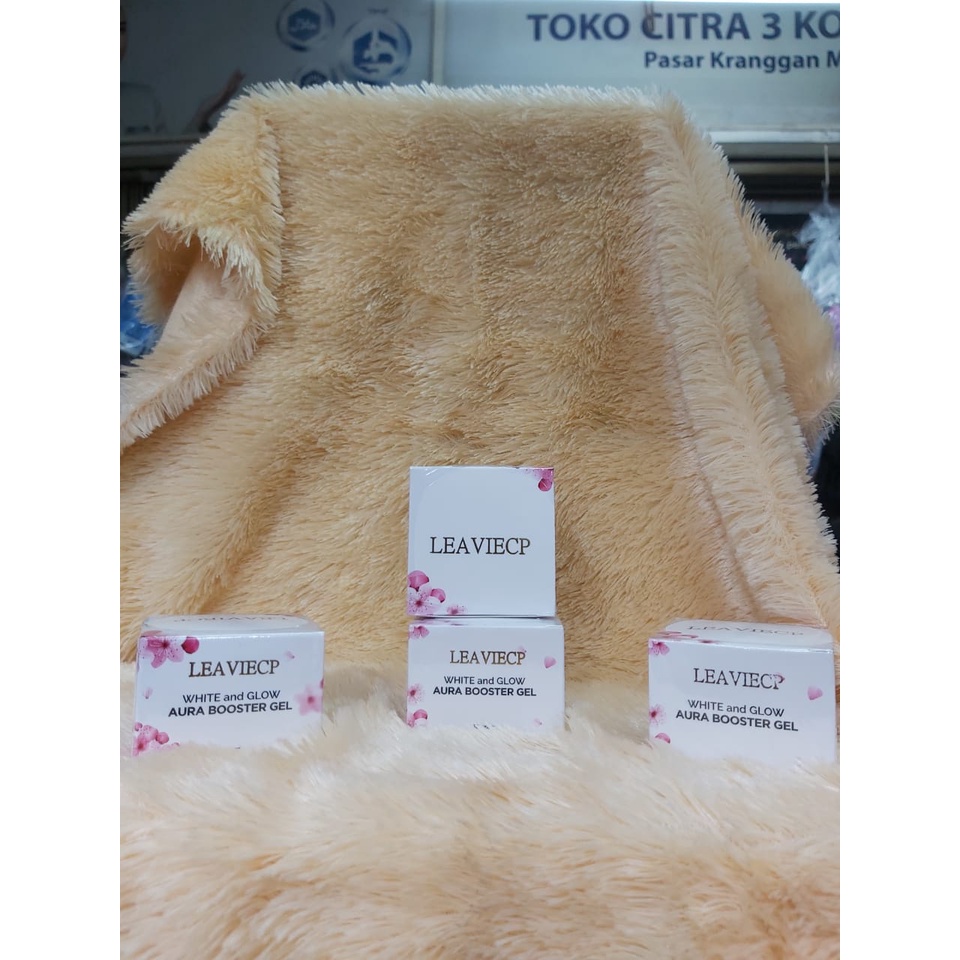 TOKO CITRA 3 KO
Pasar Kranggan M
LEAVIECP
LEAVIECP
WHITE and GLOW
AURA BOOSTER GEL
LEAVIECP
WHITE and GLOW
AURA BOOSTER GEL
LEAVIECP
LEAVIECP
WHITE and GLOW
AURA BOOSTER GEL